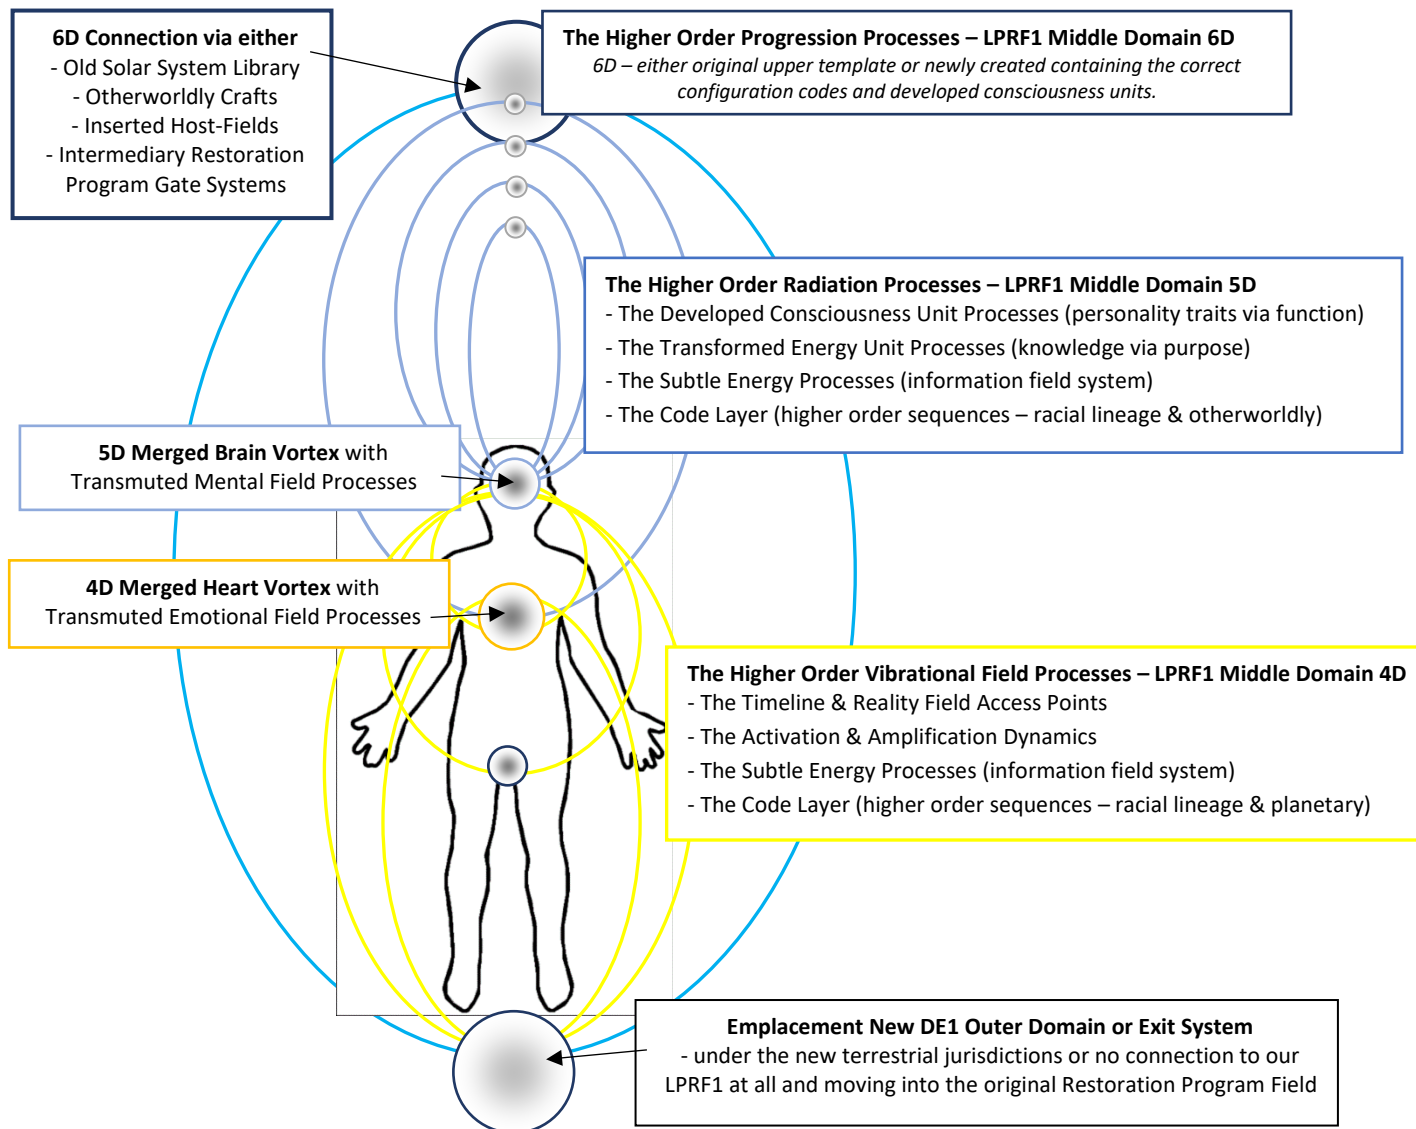 6D Connection via either
- Old Solar System Library
- Otherworldly Crafts
- Inserted Host-Fields
- Intermediary Restoration
Program Gate Systems
The Higher Order Progression Processes – LPRF1 Middle Domain 6D
6D – either original upper template or newly created containing the correct
configuration codes and developed consciousness units.
The Higher Order Radiation Processes – LPRF1 Middle Domain 5D
- The Developed Consciousness Unit Processes (personality traits via function)
- The Transformed Energy Unit Processes (knowledge via purpose)
- The Subtle Energy Processes (information field system)
- The Code Layer (higher order sequences – racial lineage & otherworldly)
5D Merged Brain Vortex with
Transmuted Mental Field Processes
4D Merged Heart Vortex with
Transmuted Emotional Field Processes
The Higher Order Vibrational Field Processes – LPRF1 Middle Domain 4D
- The Timeline & Reality Field Access Points
- The Activation & Amplification Dynamics
- The Subtle Energy Processes (information field system)
- The Code Layer (higher order sequences – racial lineage & planetary)
Emplacement New DE1 Outer Domain or Exit System
- under the new terrestrial jurisdictions or no connection to our
LPRF1 at all and moving into the original Restoration Program Field